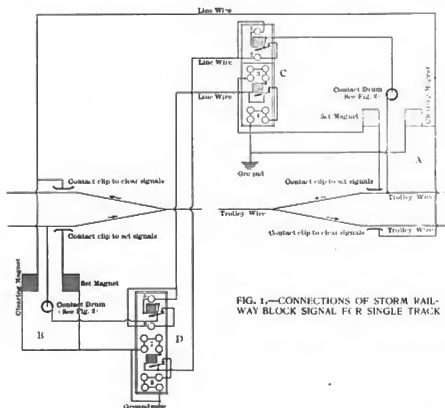 Line Wire
Line Wire
C
Line Wire
3
4
Contact Drum
(See Fig. 2)
Set Magnet
Clearing Magnet
A
Ground
Contact clip to clear signals
Contact clip to set signals
Trolley Wire
Trolley Wire
Contact clip to set signals
Contact clip to clear signals
Trolley Wire
Clearing Magnet
Set Magnet
Contact Drum
(See Fig. 2)
B
D
Ground
FIG. 1.—CONNECTIONS OF STORM RAIL-
WAY BLOCK SIGNAL FOR SINGLE TRACK